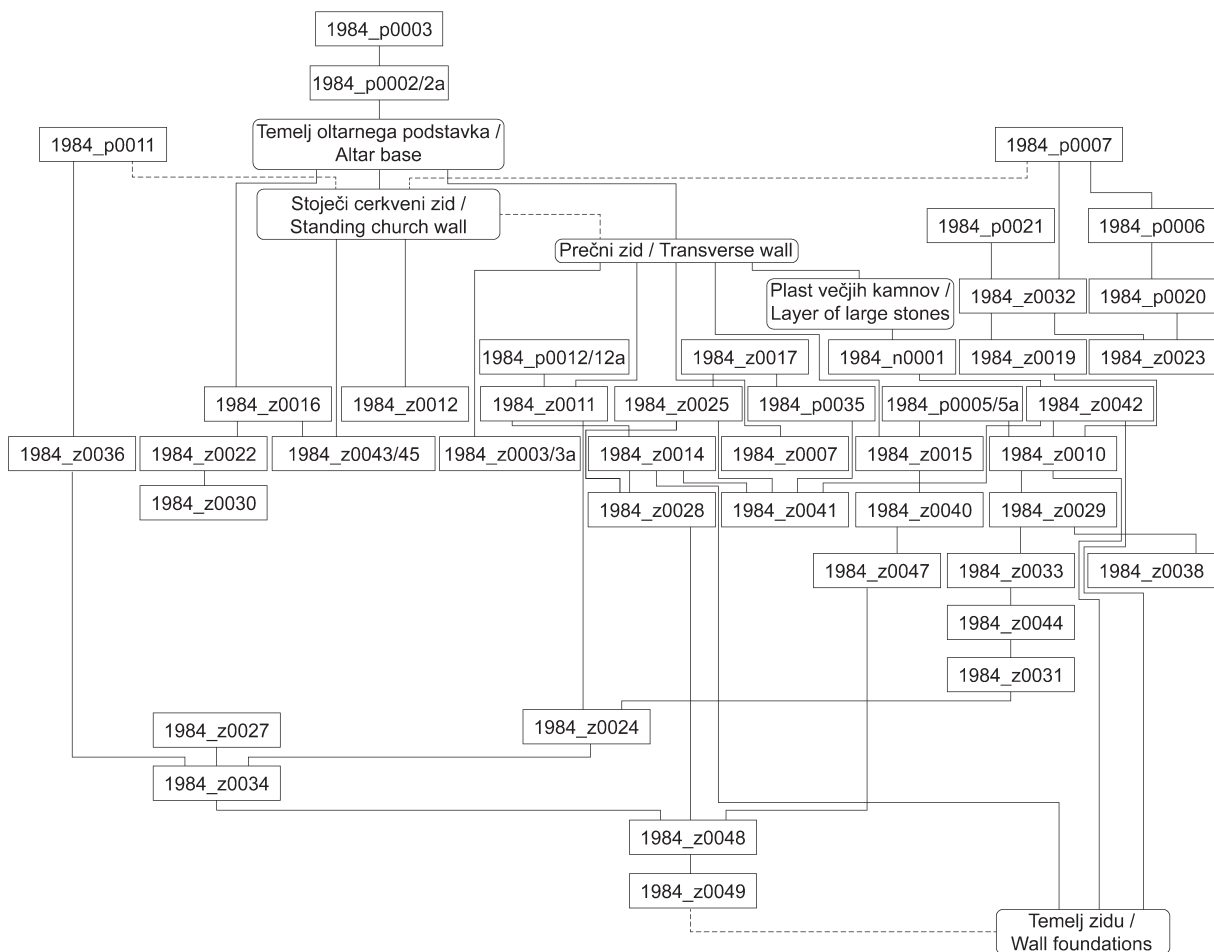 1984_p0003
1984_p0002/2a
Temelj oltarnega podstavka /
Altar base
1984_p0011
1984_p0007
Stoječi cerkveni zid /
Standing church wall
1984_p0021
1984_p0006
Prečni zid / Transverse wall
Plast večjih kamnov /
Layer of large stones
1984_z0032
1984_p0020
1984_p0012/12a
1984_z0017
1984_n0001
1984_z0019
1984_z0023
1984_z0016
1984_z0012
1984_z0011
1984_z0025
1984_p0035
1984_p0005/5a
1984_z0042
1984_z0036
1984_z0022
1984_z0043/45
1984_z0003/3a
1984_z0014
1984_z0007
1984_z0015
1984_z0010
1984_z0030
1984_z0028
1984_z0041
1984_z0040
1984_z0029
1984_z0047
1984_z0033
1984_z0038
1984_z0044
1984_z0031
1984_z0027
1984_z0024
1984_z0034
1984_z0048
1984_z0049
Temelj zidu /
Wall foundations